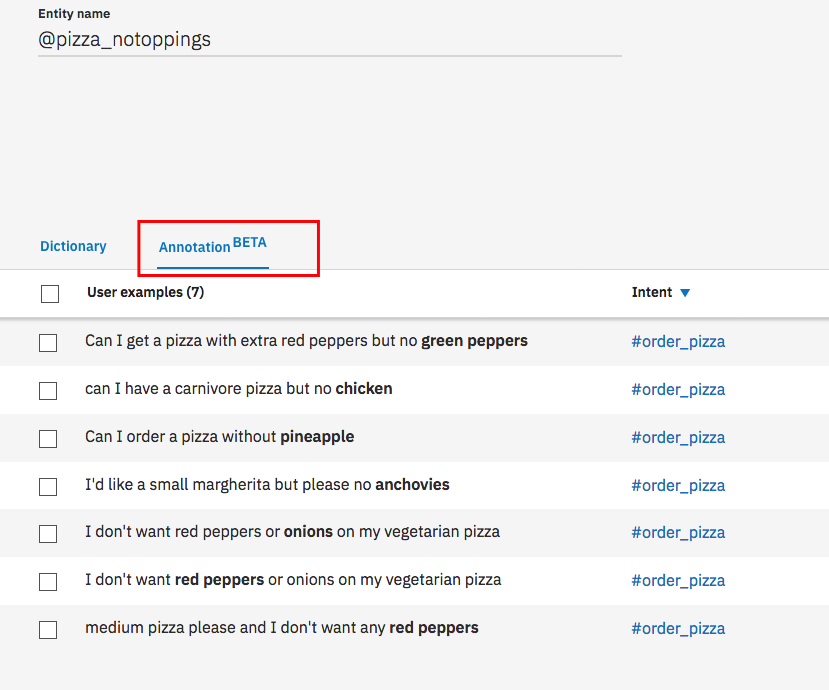 Entity name
@pizza_notoppings
Dictionary Annotation BETA
User examples (7) Intent
Can I get a pizza with extra red peppers but no green peppers #order_pizza
can I have a carnivore pizza but no chicken #order_pizza
Can I order a pizza without pineapple #order_pizza
I'd like a small margherita but please no anchovies #order_pizza
I don't want red peppers or onions on my vegetarian pizza #order_pizza
I don't want red peppers or onions on my vegetarian pizza #order_pizza
medium pizza please and I don't want any red peppers #order_pizza